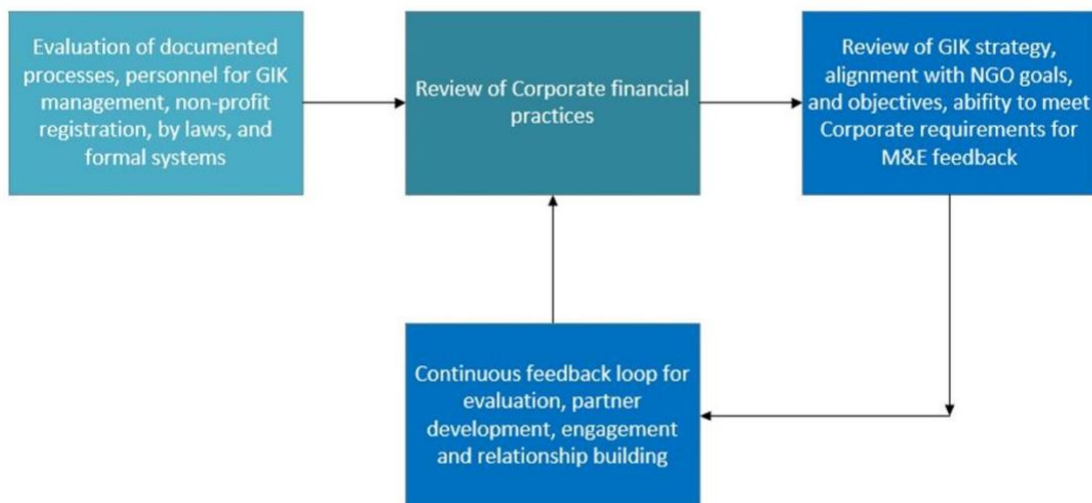 Evaluation of documented
processes, personnel for GIK
management, non-profit
registration, by laws, and
formal systems
Review of Corporate financial
practices
Review of GIK strategy,
alignment with NGO goals,
and objectives, ability to meet
Corporate requirements for
M&E feedback
Continuous feedback loop for
evaluation, partner
development, engagement
and relationship building